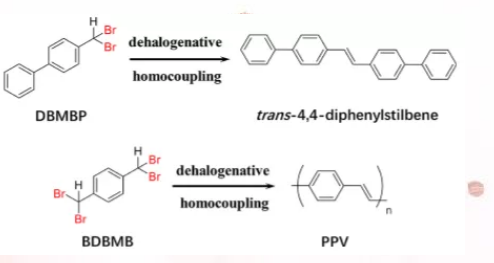 H
Br
Br
dehalogenative
homocoupling
DBMBP
trans-4,4-diphenylstilbene
H
Br
Br
H
Br
Br
dehalogenative
homocoupling
n
BDBMB
PPV